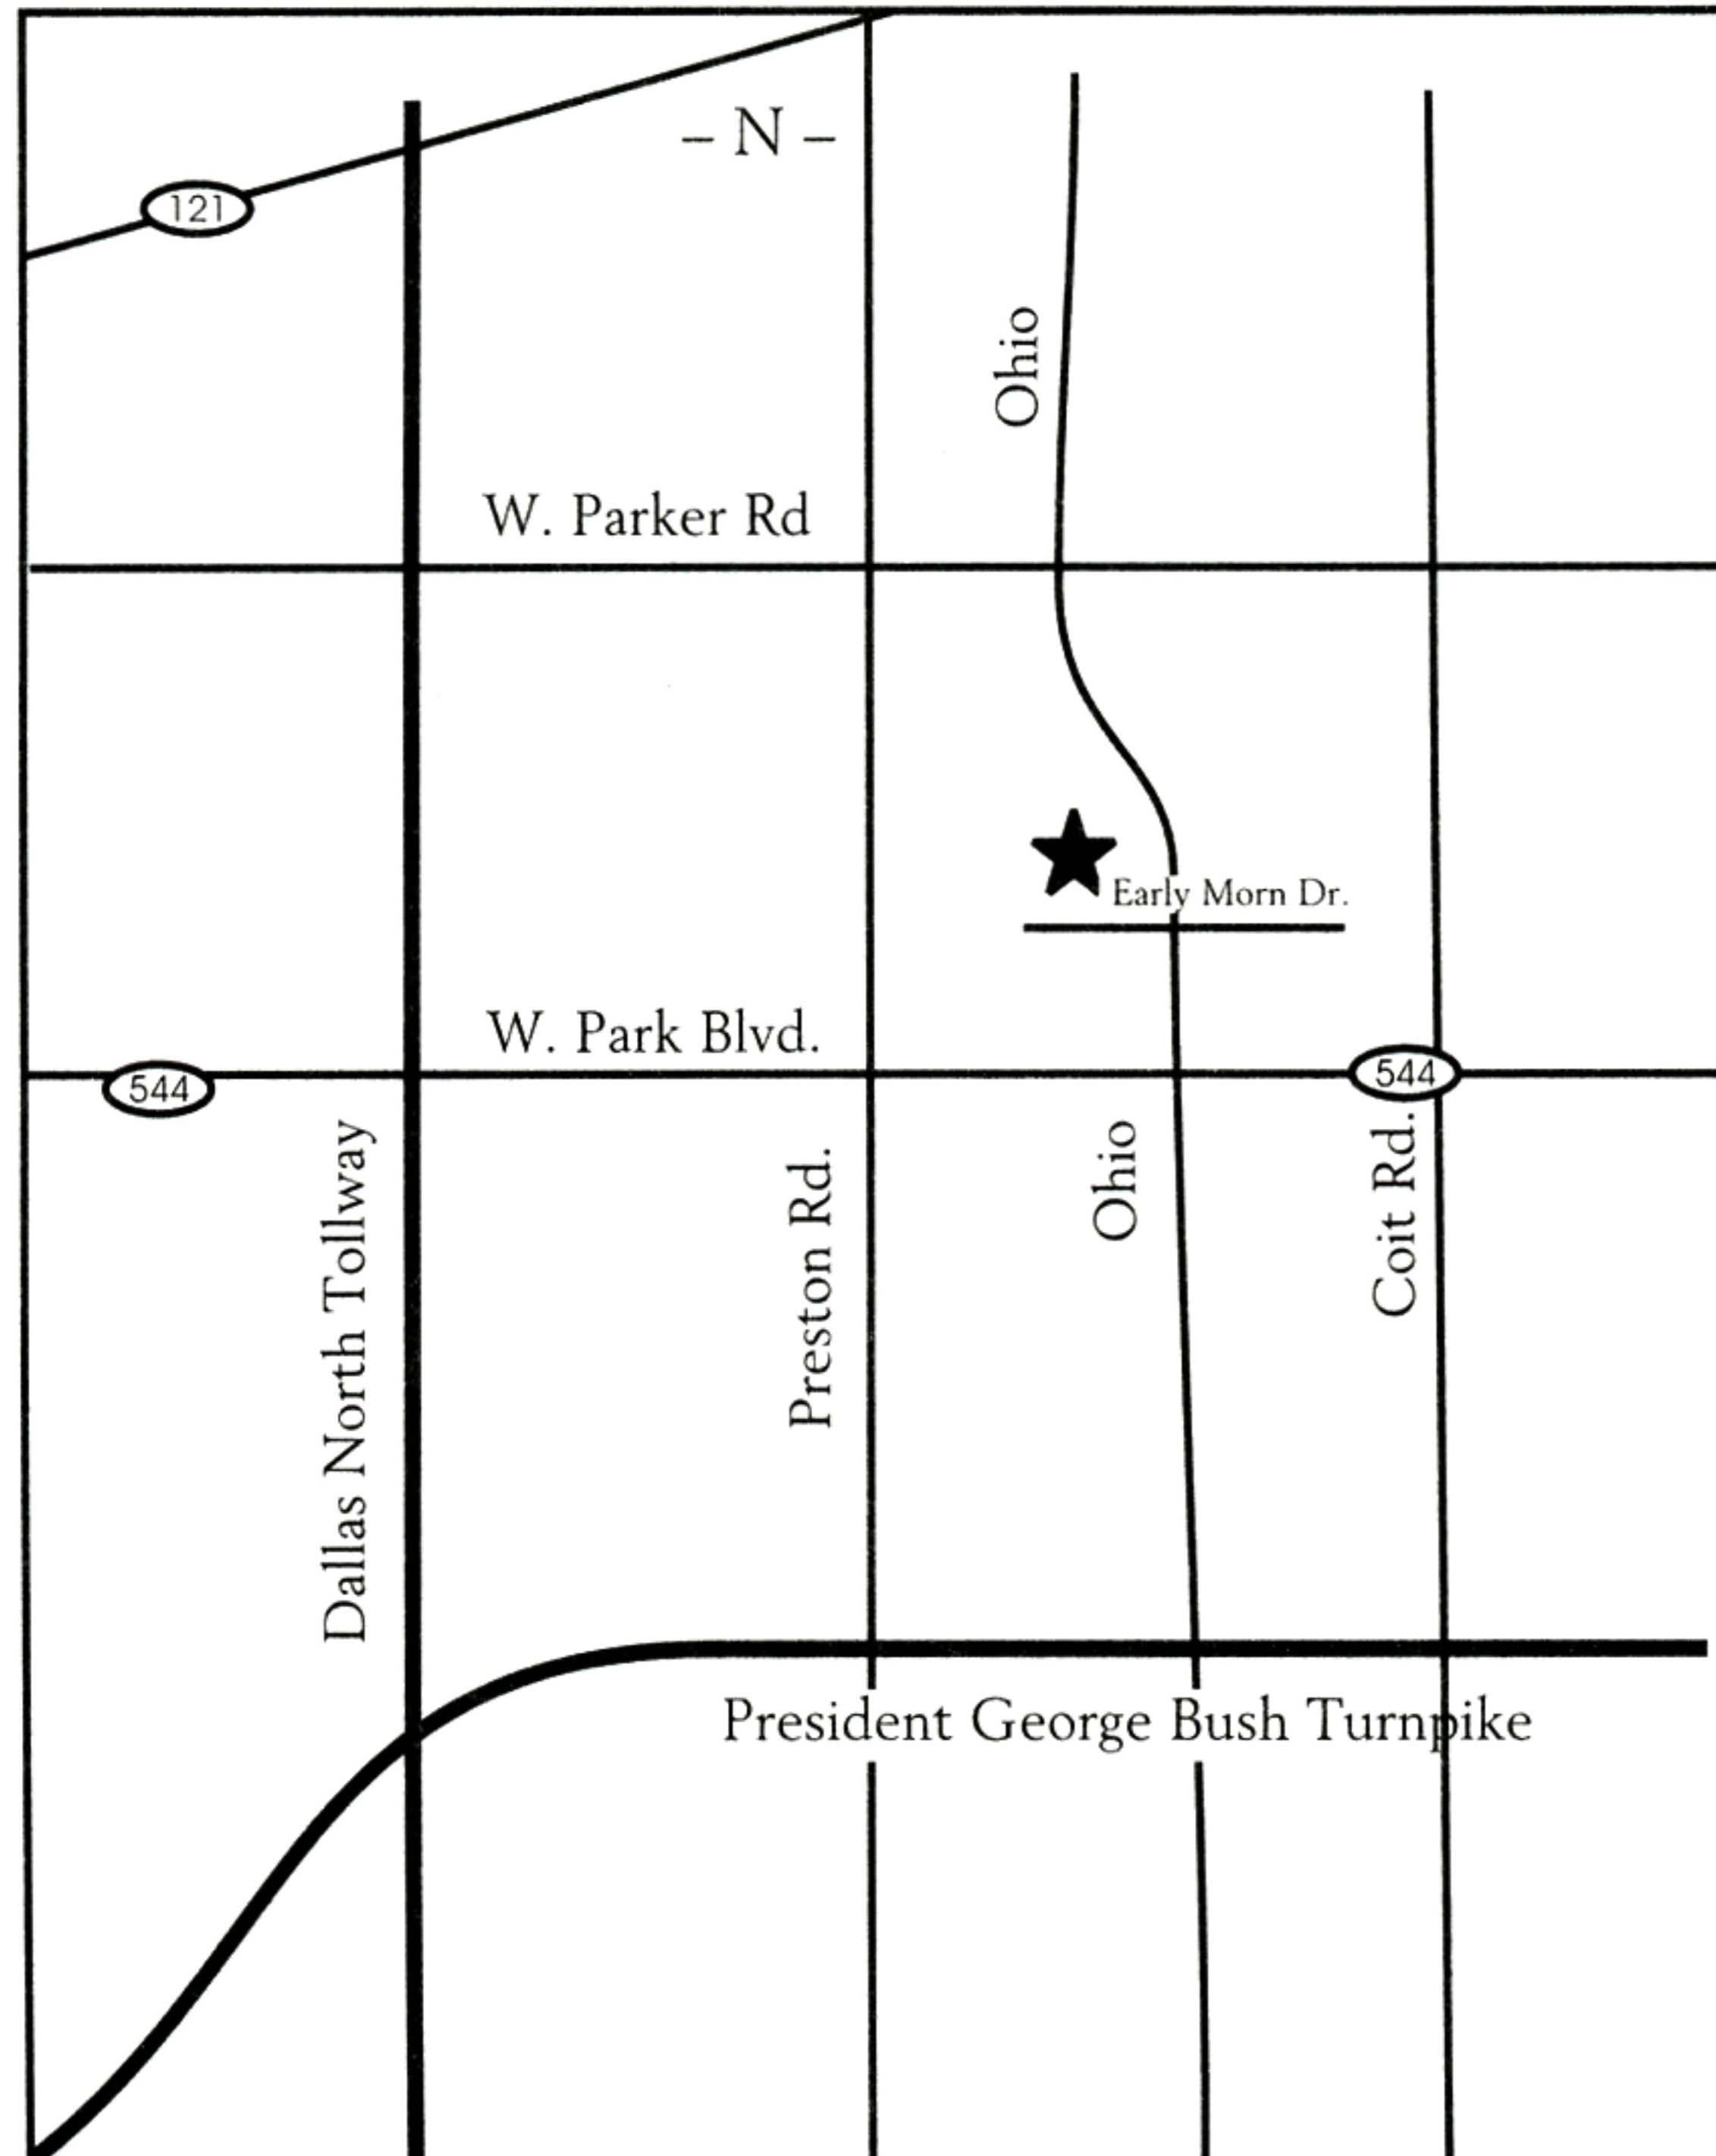 – N –
121
Ohio
W. Parker Rd
Early Morn Dr.
W. Park Blvd.
544
544
Dallas North Tollway
Preston Rd.
Ohio
Coit Rd.
President George Bush Turnpike